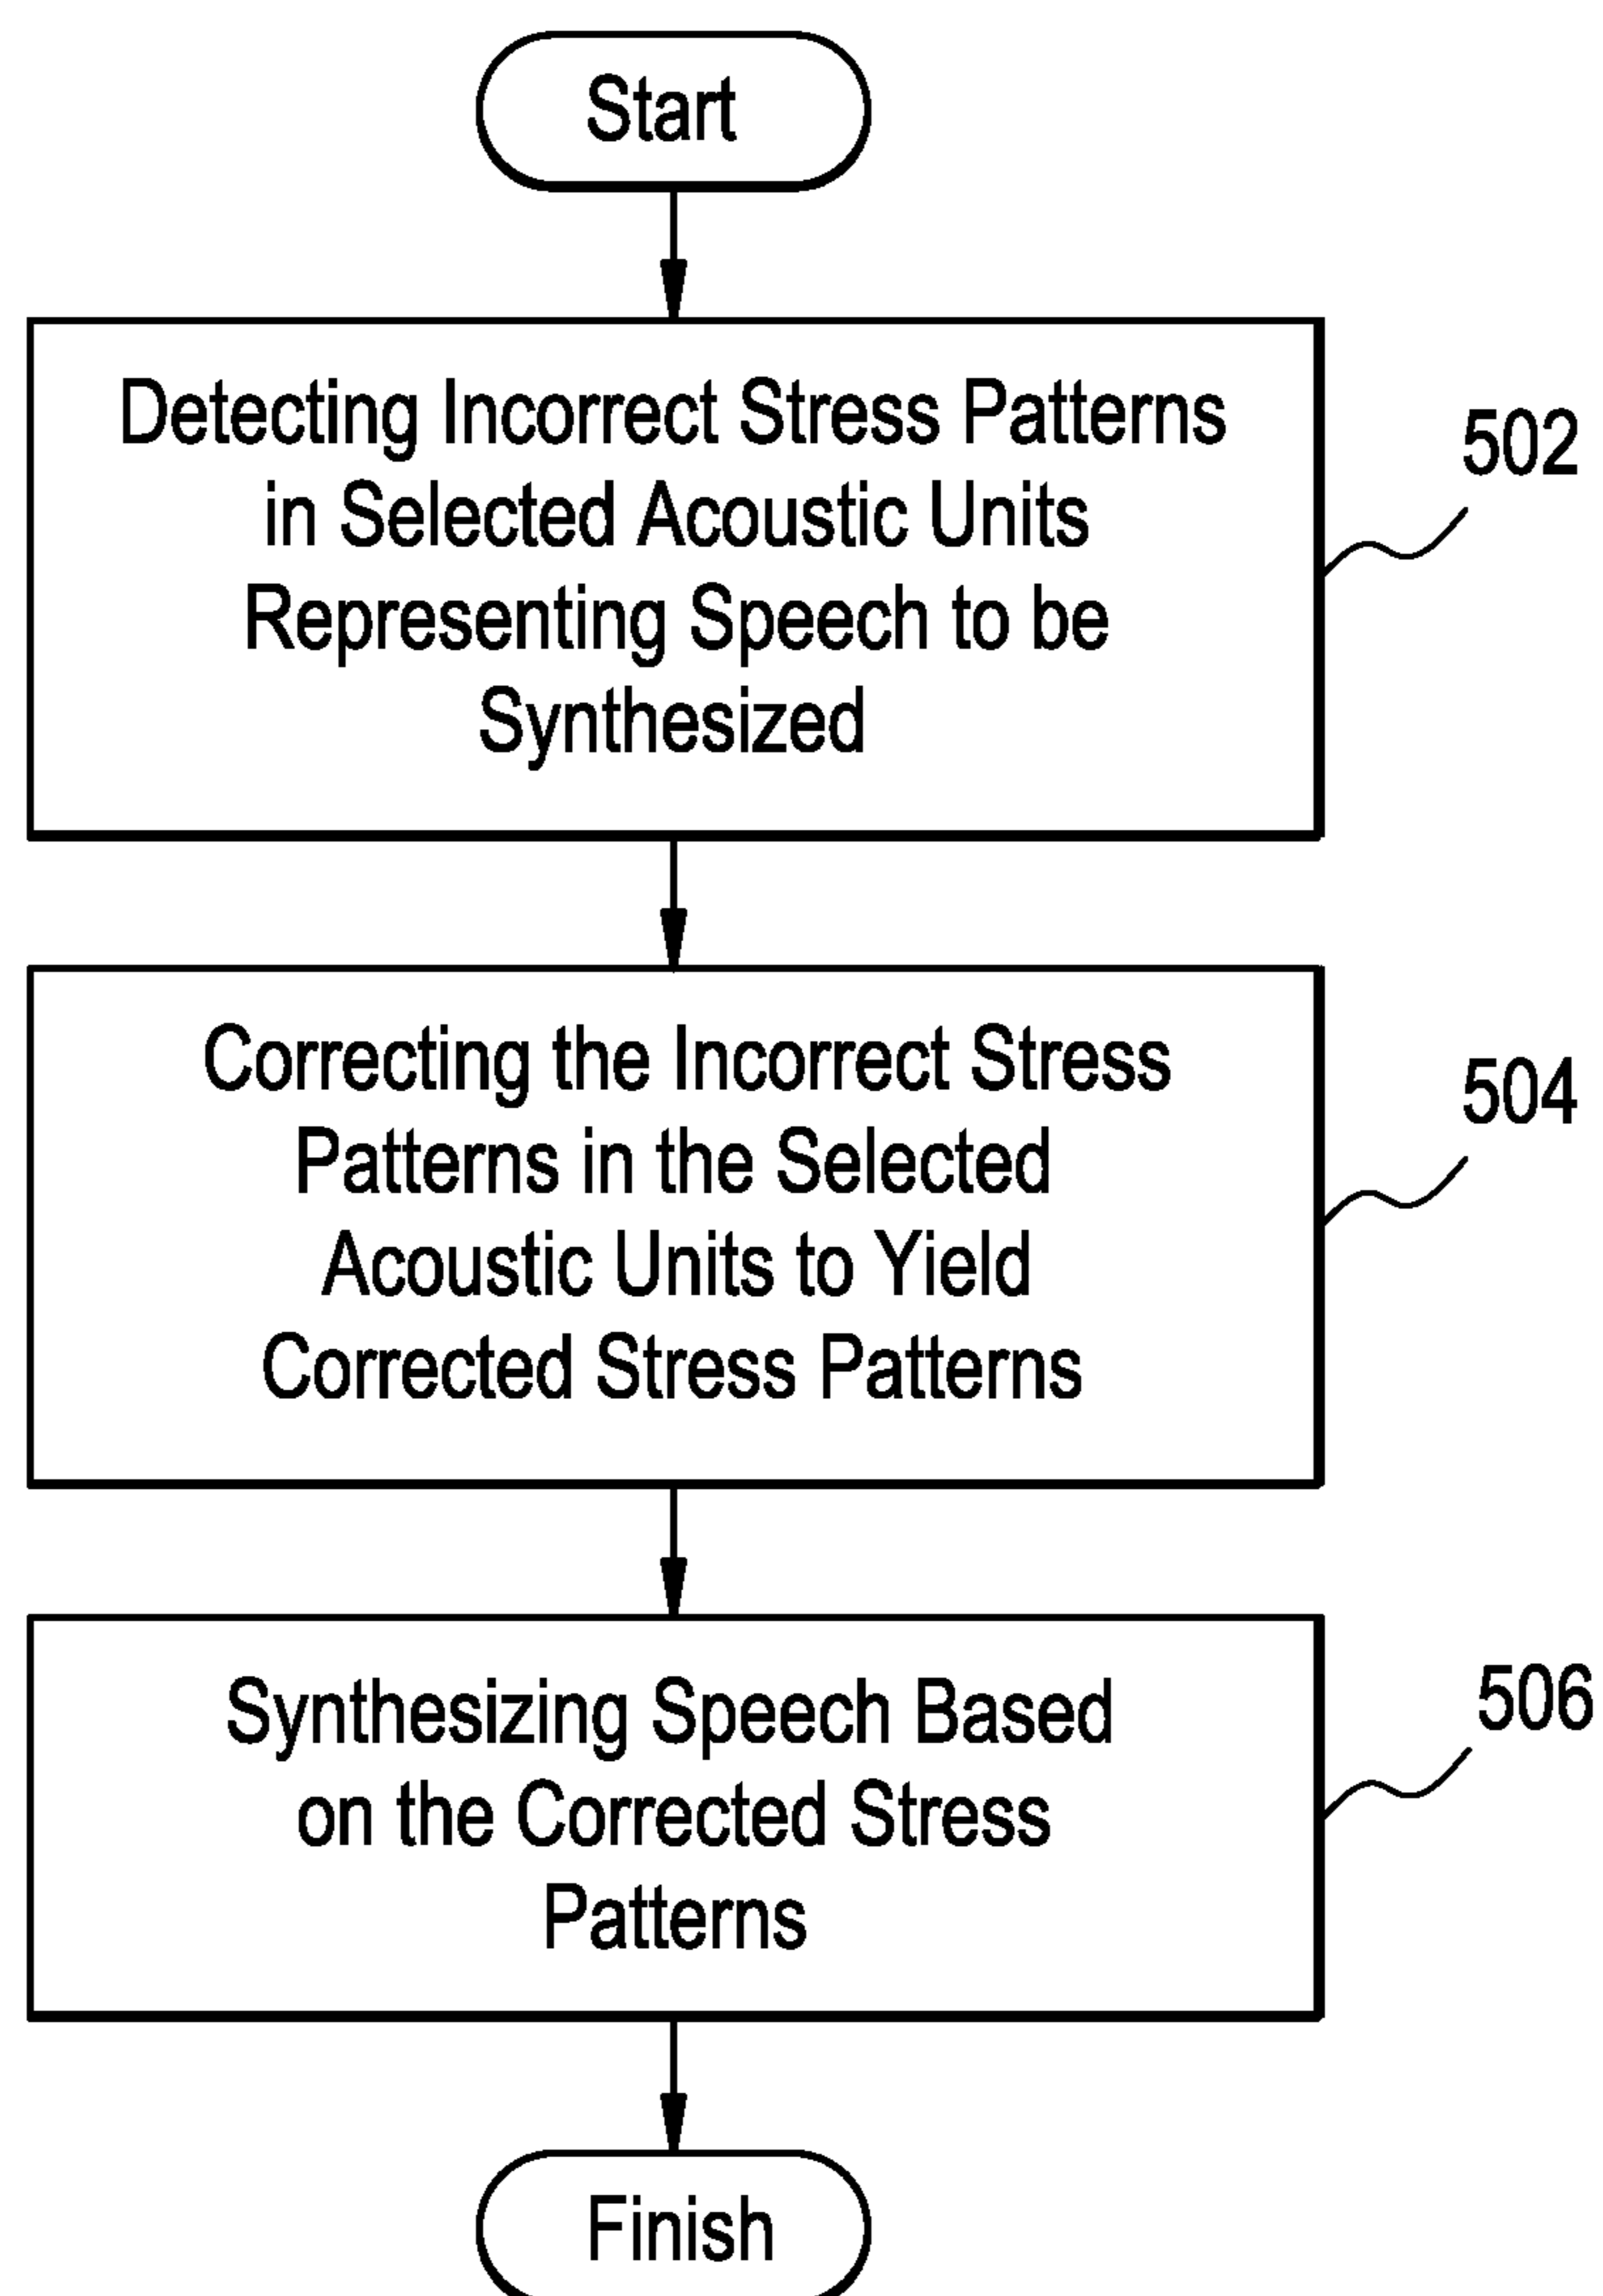 Start
Detecting Incorrect Stress Patterns
in Selected Acoustic Units
Representing Speech to be
Synthesized
502
Correcting the Incorrect Stress
Patterns in the Selected
Acoustic Units to Yield
Corrected Stress Patterns
504
Synthesizing Speech Based
on the Corrected Stress
Patterns
506
Finish